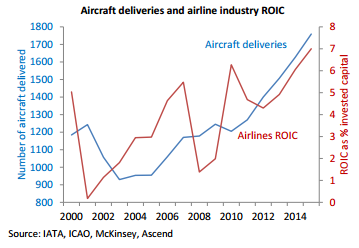 Aircraft deliveries and airline industry ROIC
Number of aircraft delivered
1800
1700
1600
1500
1400
1300
1200
1100
1000
900
800
Aircraft deliveries
Airlines ROIC
8
7
6
5
4
3
2
1
0
ROIC as % invested capital
2000 2002 2004 2006 2008 2010 2012 2014
Source: IATA, ICAO, McKinsey, Ascend